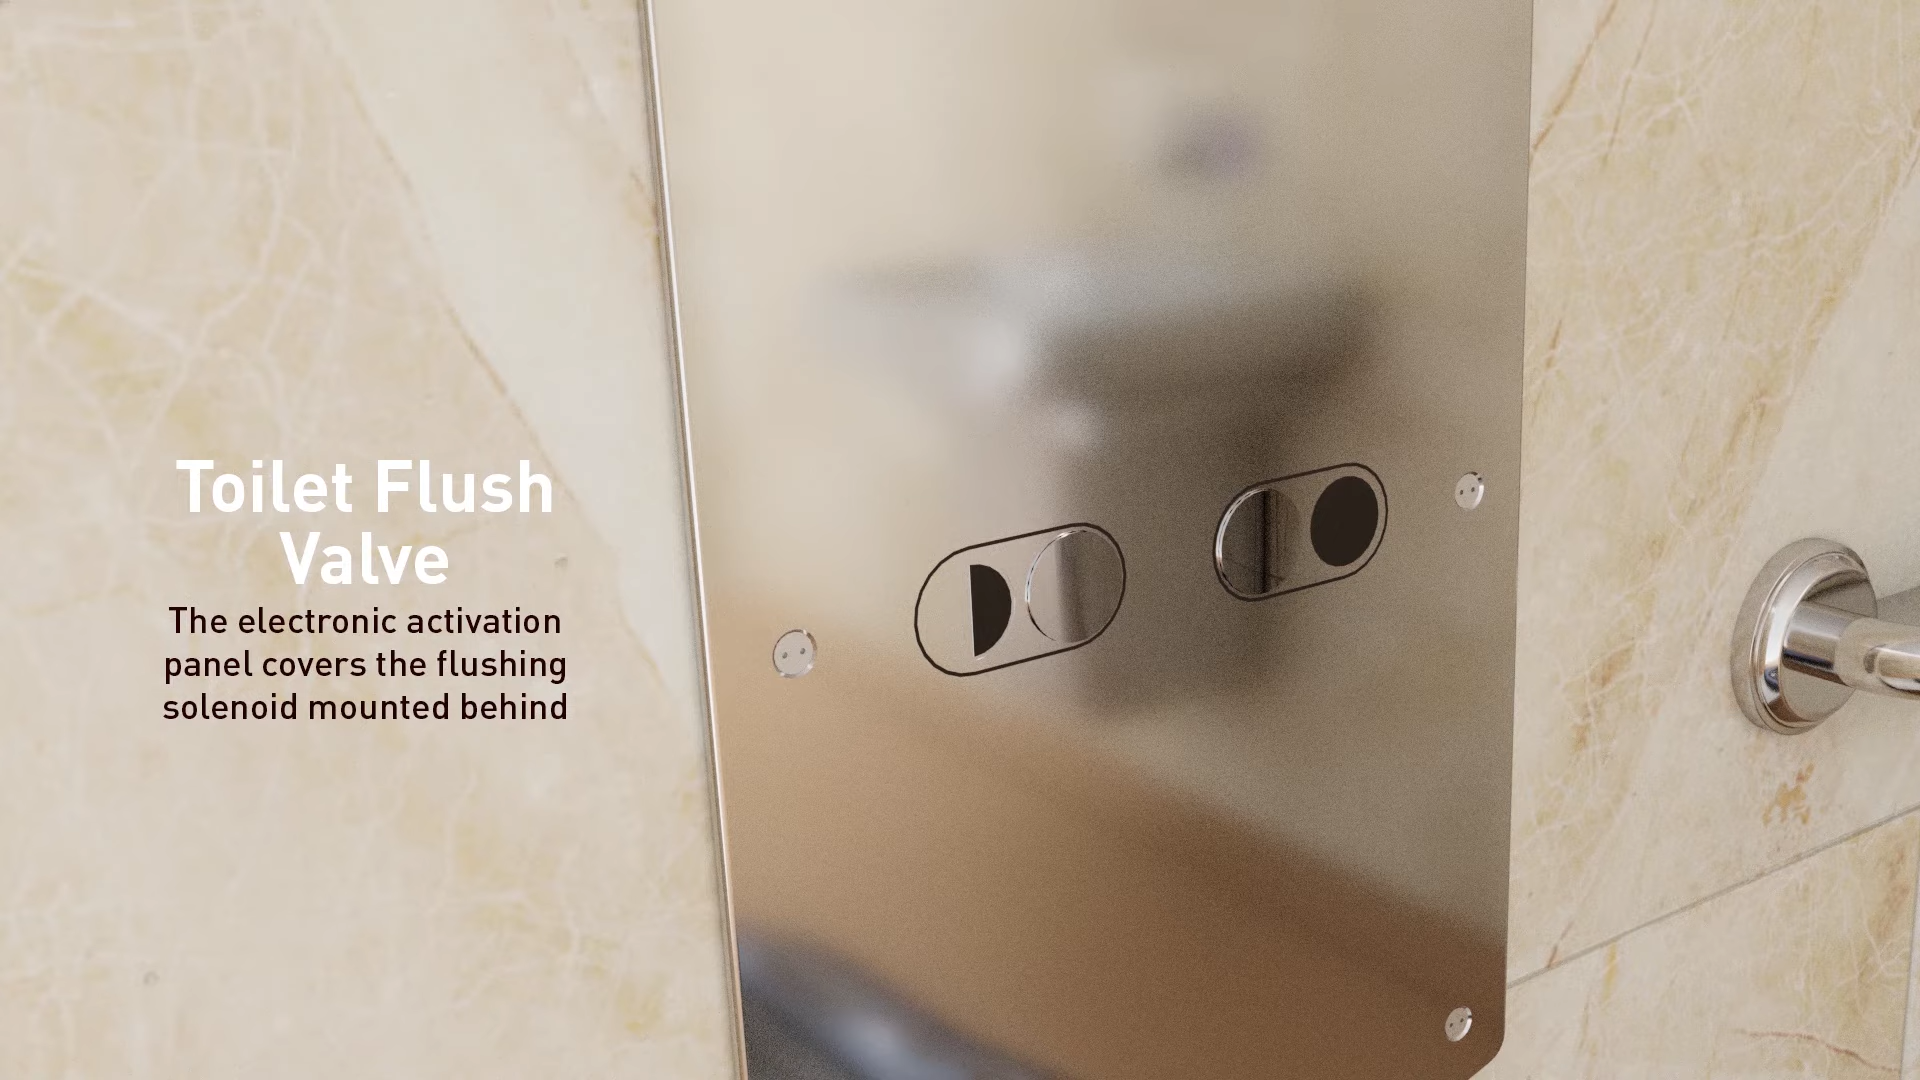 Toilet Flush
Valve
The electronic activation
panel covers the flushing
solenoid mounted behind